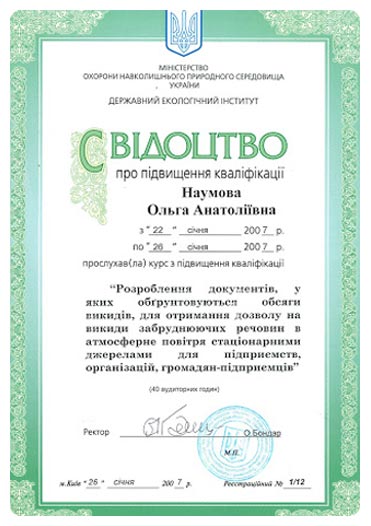 МІНІСТЕРСТВО
ОХОРОНИ НАВКОЛИШНЬОГО ПРИРОДНОГО СЕРЕДОВИЩА
УКРАЇНИ
ДЕРЖАВНИЙ ЕКОЛОГІЧНИЙ ІНСТИТУТ
СВІДОЦТВО
про підвищення кваліфікації
Наумова
Ольга Анатоліївна
з "22" січня 2007 р.
по "26" січня 2007 р.
прослухав(ла) курс з підвищення кваліфікації
“Розроблення документів, у
яких обґрунтовуються обсяги
викидів, для отримання дозволу на
викиди забруднюючих речовин в
атмосферне повітря стаціонарними
джерелами для підприємств,
організацій, громадян-підприємців”
(40 аудиторних годин)
Ректор О.Бондар
М.П.
м.Київ "26" січня 2007 р. Реєстраційний № 1/12